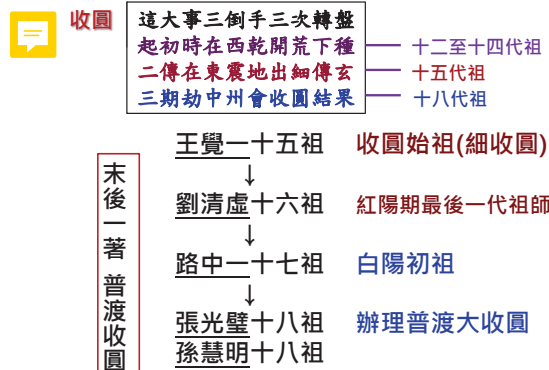 收圓
這大事三倒手三次轉盤
起初時在西乾開荒下種
十二至十四代祖
二傳在東震地出細傳玄
十五代祖
三期劫中州會收圓結果
十八代祖
末後一著 普渡收圓
王覺一十五祖 收圓始祖(細收圓)
↓
劉清虛十六祖 紅陽期最後一代祖師
↓
路中一十七祖 白陽初祖
↓
張光璧十八祖 辦理普渡大收圓
孫慧明十八祖